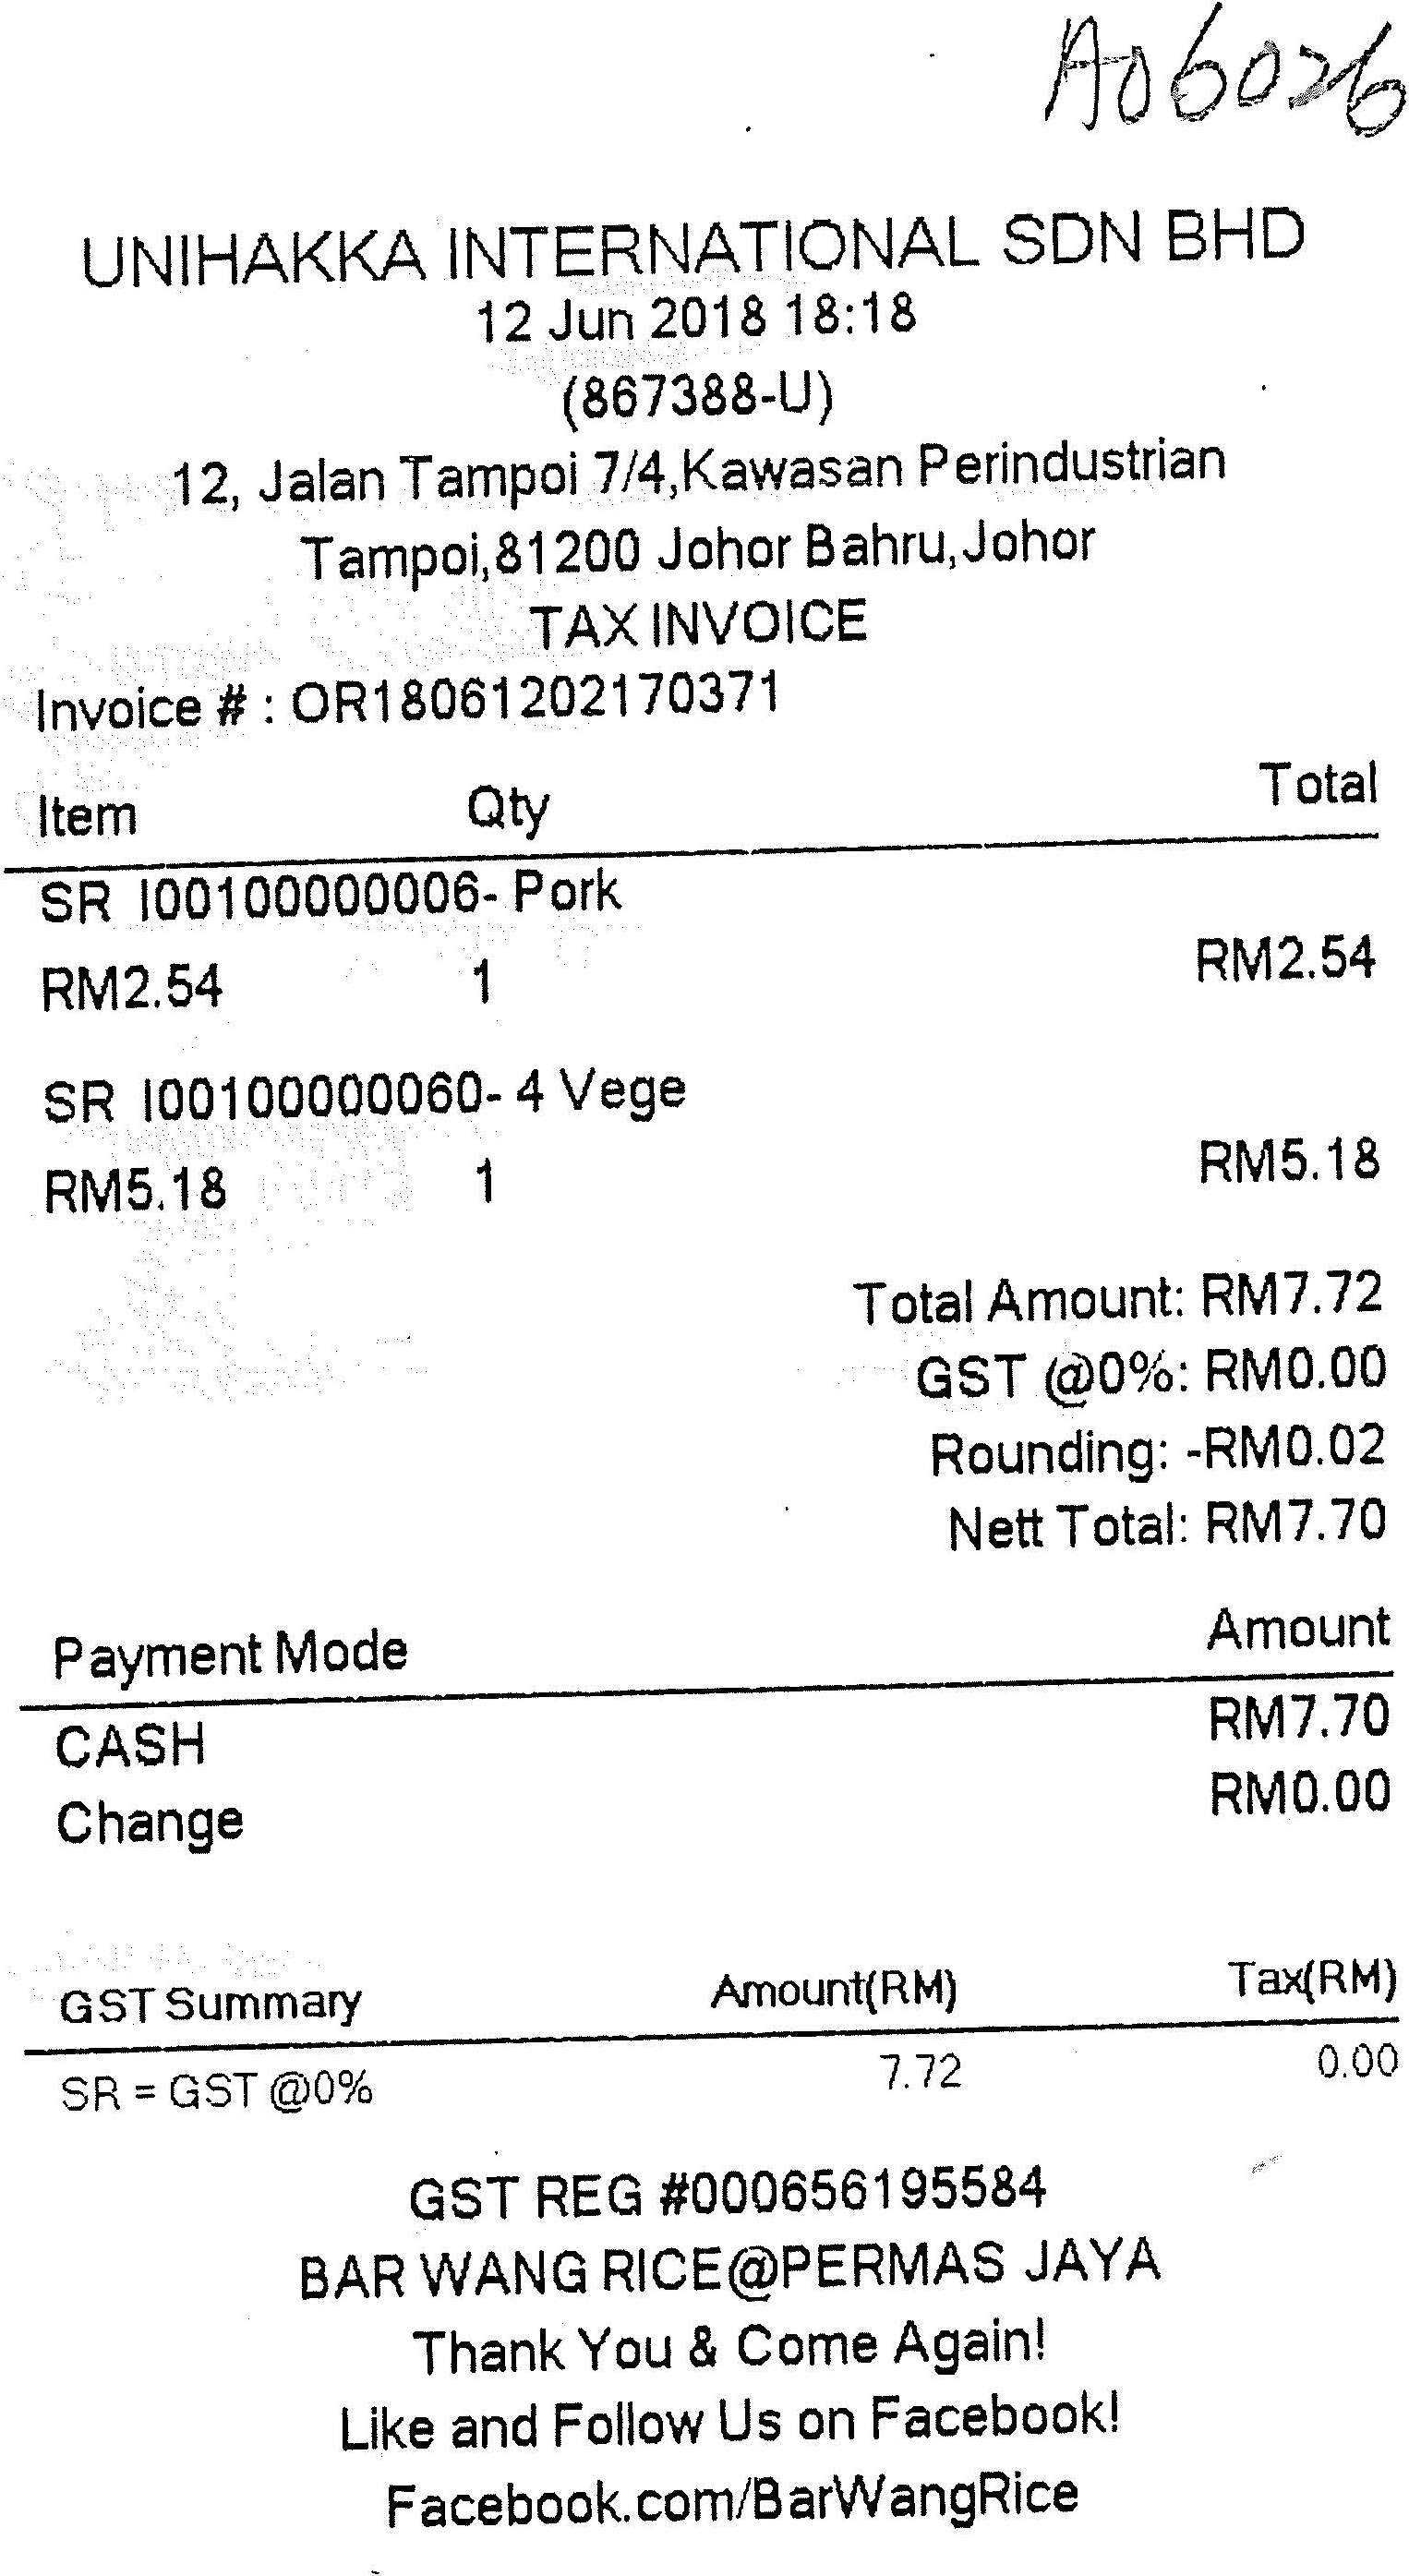 A06026
UNIHAKKA INTERNATIONAL SDN BHD
12 Jun 2018 18:18
(867388-U)
12, Jalan Tampoi 7/4,Kawasan Perindustrian
Tampoi,81200 Johor Bahru,Johor
TAX INVOICE
Invoice # : OR18061202170371
Item Qty Total
SR I00100000006- Pork
RM2.54 1 RM2.54
SR I00100000060- 4 Vege
RM5.18 1 RM5.18
Total Amount: RM7.72
GST @0%: RM0.00
Rounding: -RM0.02
Nett Total: RM7.70
Payment Mode Amount
CASH RM7.70
Change RM0.00
GST Summary Amount(RM) Tax(RM)
SR = GST @0% 7.72 0.00
GST REG #000656195584
BAR WANG RICE@PERMAS JAYA
Thank You & Come Again!
Like and Follow Us on Facebook!
Facebook.com/BarWangRice